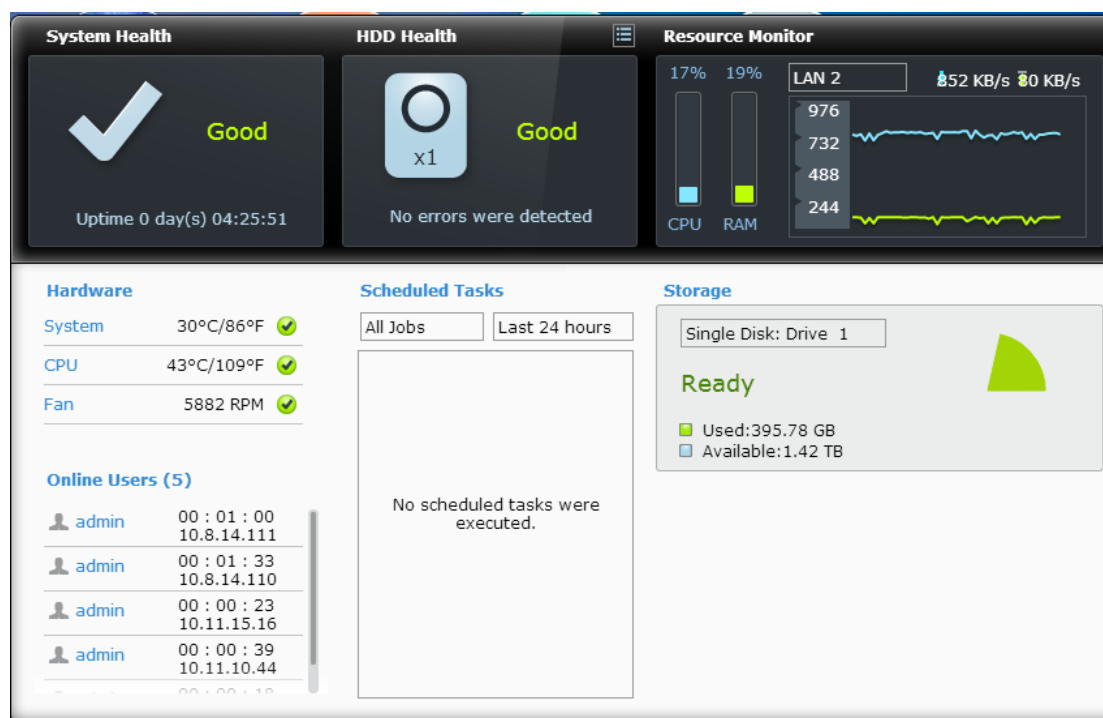 System Health
Good
Uptime 0 day(s) 04:25:51
HDD Health
x1
Good
No errors were detected
Resource Monitor
17% 19%
CPU RAM
LAN 2
852 KB/s 80 KB/s
976
732
488
244
Hardware
System 30°C/86°F
CPU 43°C/109°F
Fan 5882 RPM
Online Users (5)
admin 00 : 01 : 00
10.8.14.111
admin 00 : 01 : 33
10.8.14.110
admin 00 : 00 : 23
10.11.15.16
admin 00 : 00 : 39
10.11.10.44
Scheduled Tasks
All Jobs Last 24 hours
No scheduled tasks were
executed.
Storage
Single Disk: Drive 1
Ready
Used:395.78 GB
Available:1.42 TB